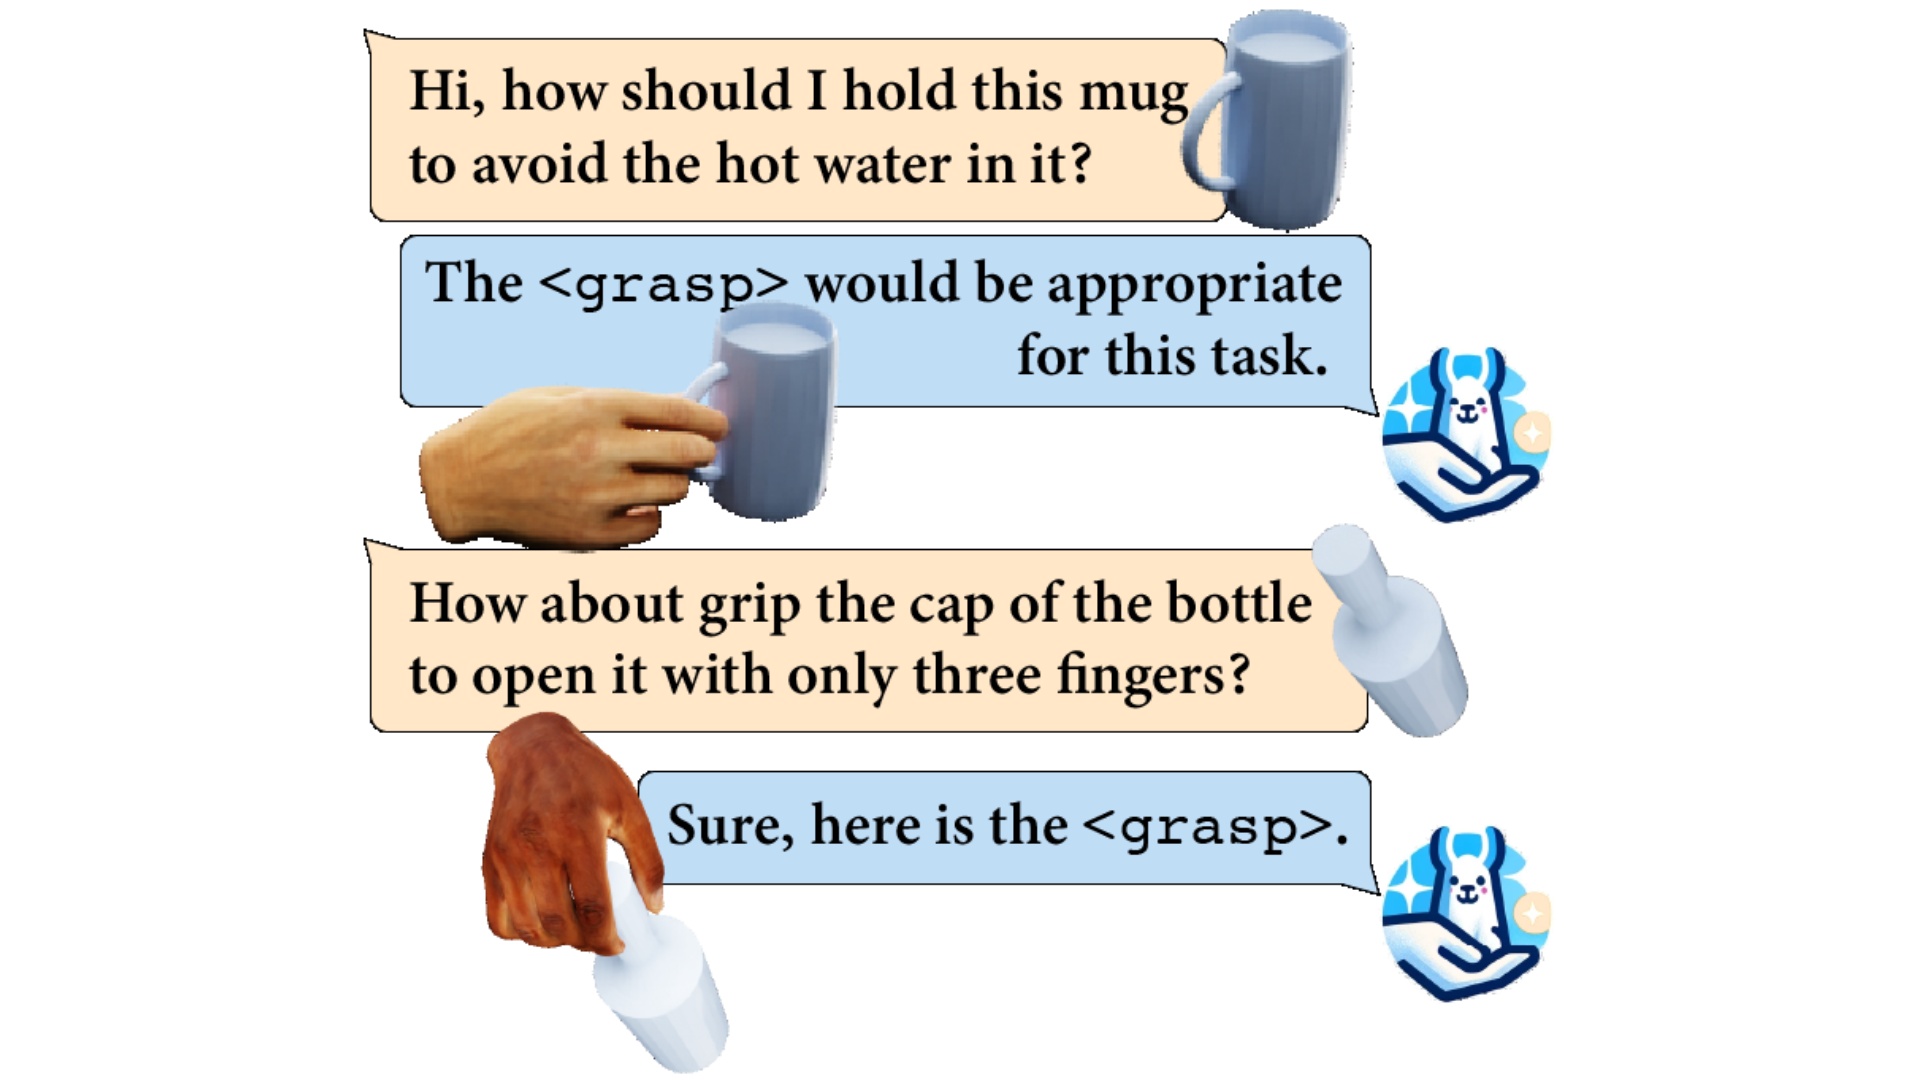 Hi, how should I hold this mug
to avoid the hot water in it?
The <grasp> would be appropriate
for this task.
How about grip the cap of the bottle
to open it with only three fingers?
Sure, here is the <grasp>.